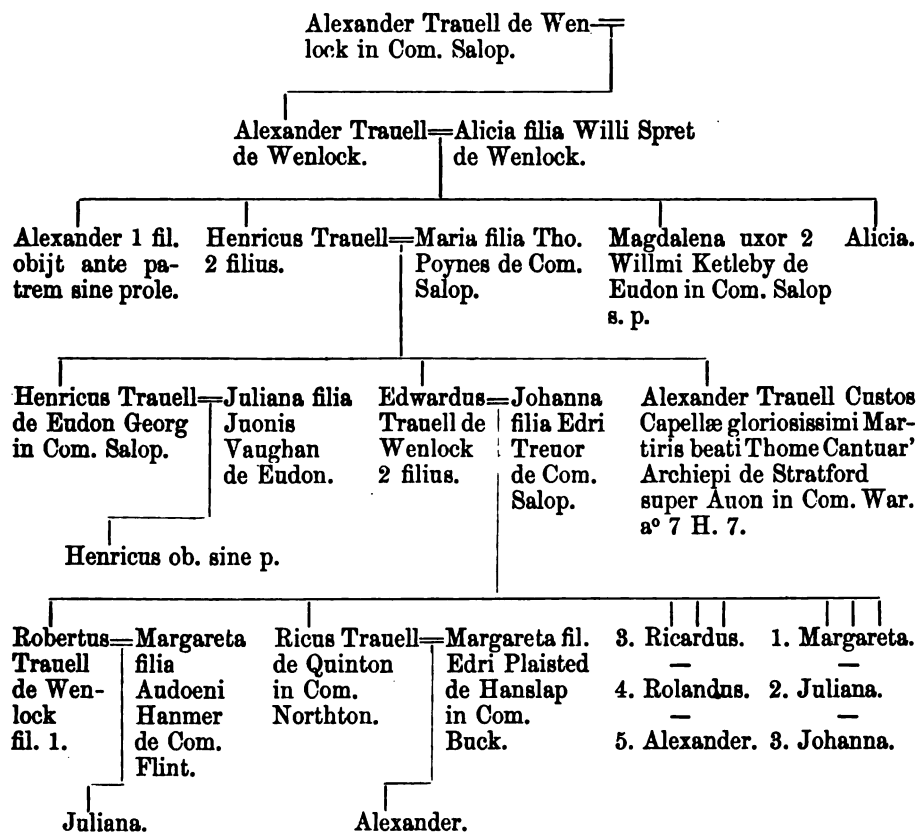 Alexander Trauell de Wen-
lock in Com. Salop.
Alexander Trauell=Alicia filia Willi Spret
de Wenlock. de Wenlock.
Alexander 1 fil.
obijt ante pa-
trem sine prole.
Henricus Trauell=
2 filius.
Maria filia Tho.
Poynes de Com.
Salop.
Magdalena uxor 2
Willmi Ketleby de
Eudon in Com. Salop
s. p.
Alicia.
Henricus Trauell=
de Eudon Georg
in Com. Salop.
Juliana filia
Juonis
Vaughan
de Eudon.
Edwardus=
Trauell de
Wenlock
2 filius.
Johanna
filia Edri
Treuor
de Com.
Salop.
Alexander Trauell Custos
Capellæ gloriosissimi Mar-
tiris beati Thome Cantuar'
Archiepi de Stratford
super Auon in Com. War.
aº 7 H. 7.
Henricus ob. sine p.
Robertus=
Trauell
de Wen-
lock
fil. 1.
Margareta
filia
Audoeni
Hanmer
de Com.
Flint.
Ricus Trauell=
de Quinton
in Com.
Northton.
Margareta fil.
Edri Plaisted
de Hanslap
in Com.
Buck.
3. Ricardus.
4. Rolandus.
5. Alexander.
1. Margareta.
2. Juliana.
3. Johanna.
Juliana.
Alexander.